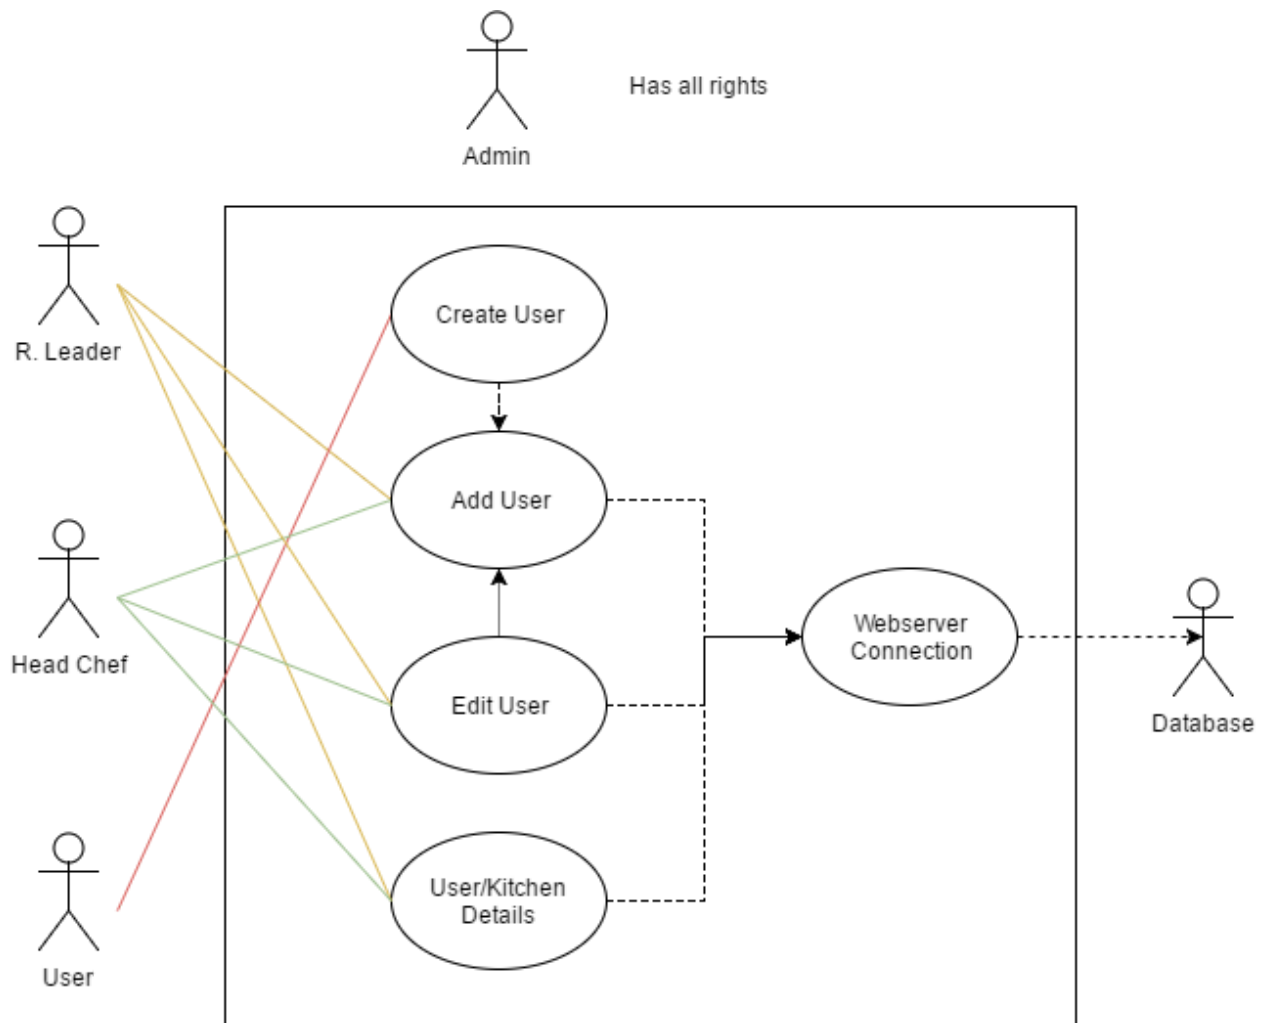 Has all rights
Admin
R. Leader
Create User
Add User
Head Chef
Webserver
Connection
Edit User
Database
User/Kitchen
Details
User